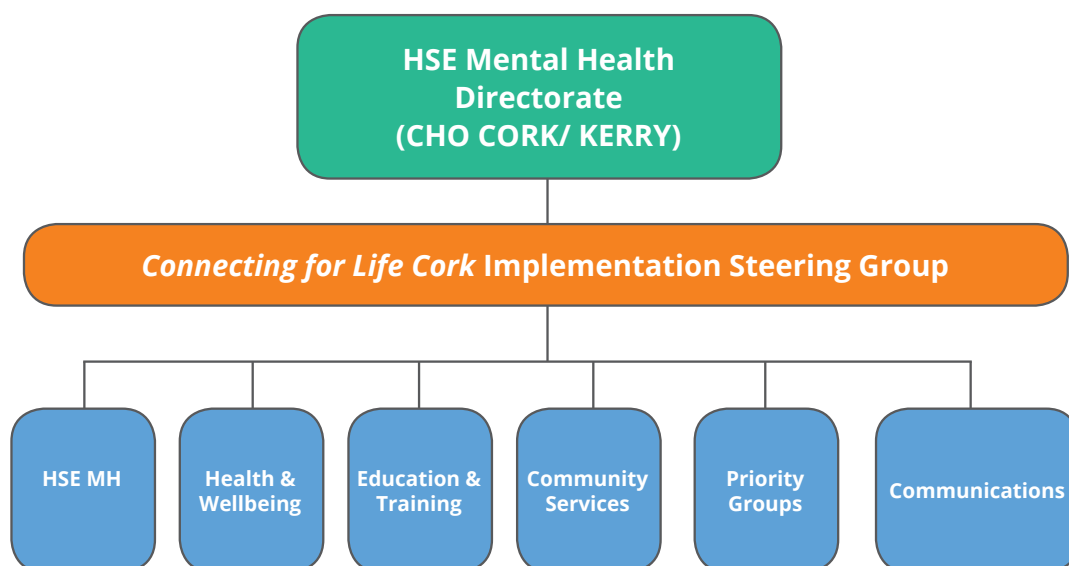 HSE Mental Health
Directorate
(CHO CORK/ KERRY)
Connecting for Life Cork Implementation Steering Group
HSE MH
Health &
Wellbeing
Education &
Training
Community
Services
Priority
Groups
Communications